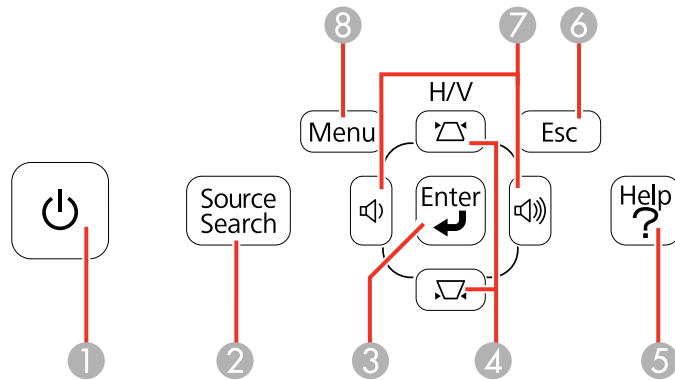 8 7 6
H/V
Menu Esc
Source
Search
Enter
Help
?
1 2 3 4 5